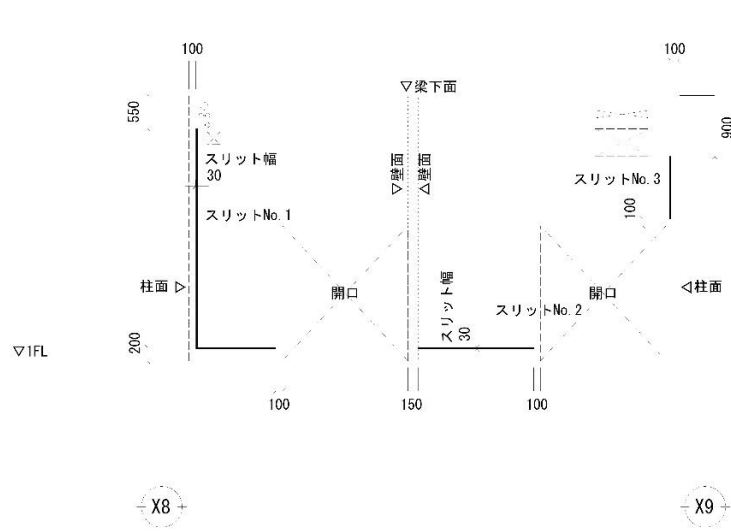 100
100
▽梁下面
550
900
スリット幅
30
▽壁面
△壁面
スリットNo.3
スリットNo.1
100
柱面 ▷
開口
スリット幅
30
開口
◁柱面
スリットNo.2
▽1FL
200
100
150
100
X8
X9